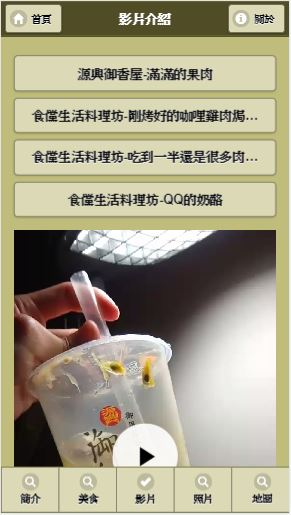 首頁
影片介紹
關於
源興御香屋-滿滿的果肉
食儅生活料理坊-剛烤好的咖哩雞肉焗...
食儅生活料理坊-吃到一半還是很多肉...
食儅生活料理坊-QQ的奶酪
御
簡介
美食
影片
照片
地圖